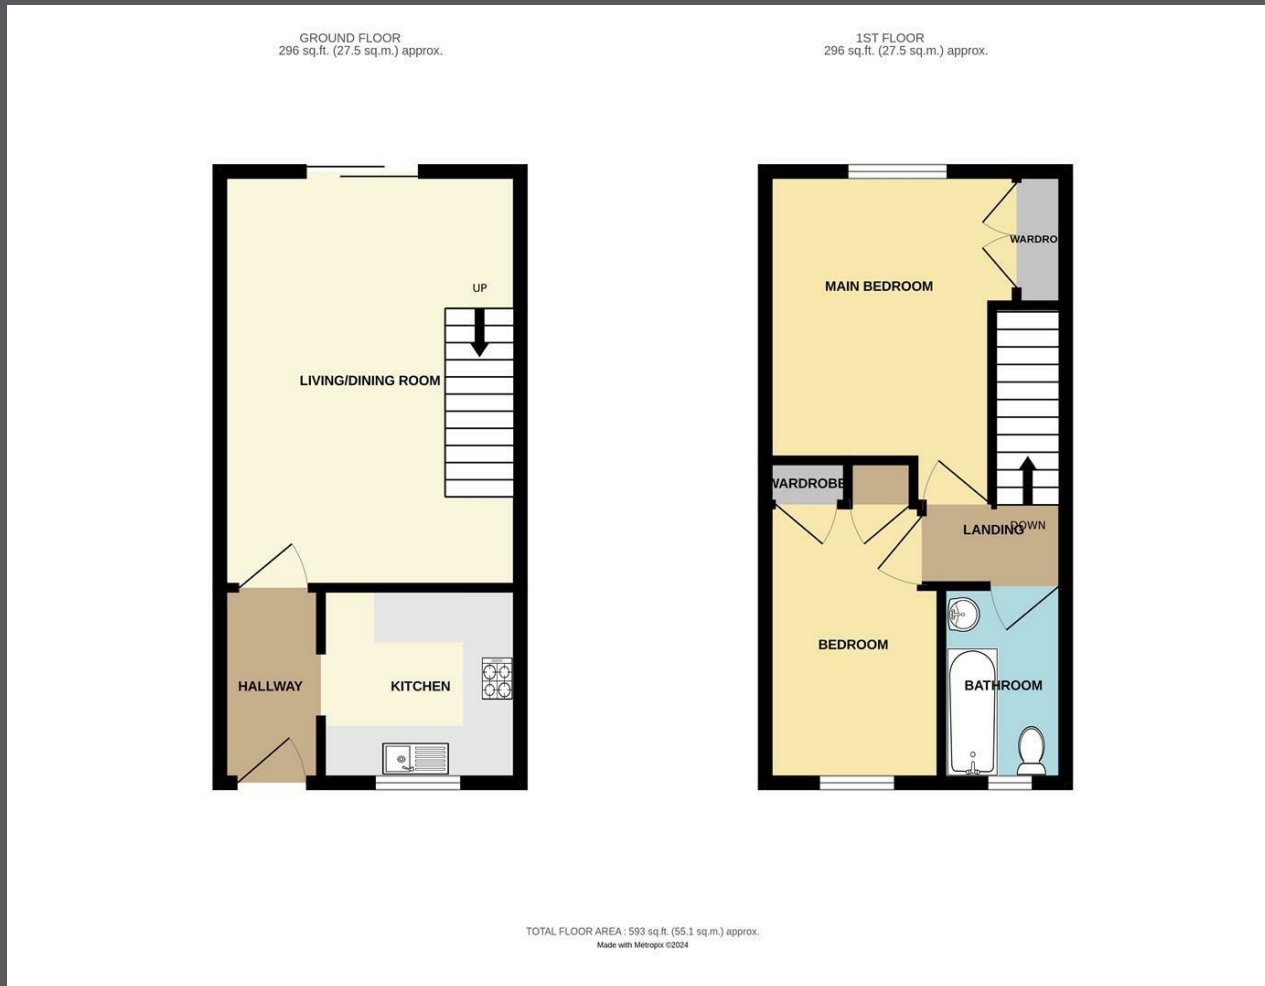 GROUND FLOOR
296 sq.ft. (27.5 sq.m.) approx.
1ST FLOOR
296 sq.ft. (27.5 sq.m.) approx.
UP
LIVING/DINING ROOM
HALLWAY
KITCHEN
WARDRO
MAIN BEDROOM
WARDROBE
DOWN
LANDING
BEDROOM
BATHROOM
TOTAL FLOOR AREA : 593 sq.ft. (55.1 sq.m.) approx.
Made with Metropix ©2024